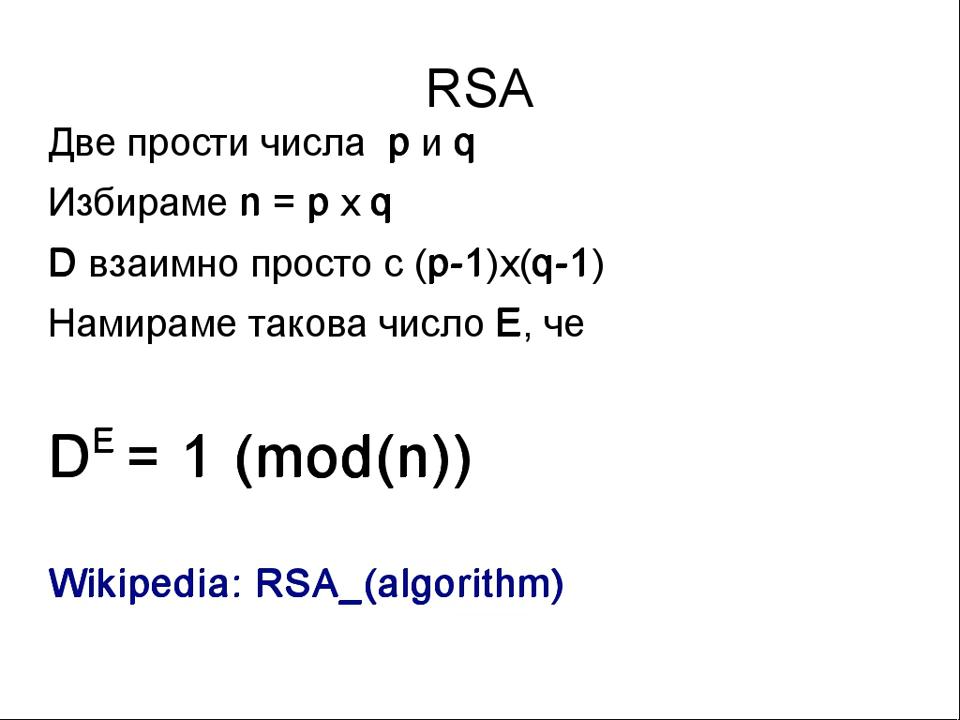 RSA
Две прости числа  p и q
Избираме n = p x q
D взаимно просто с (p-1)x(q-1)
Намираме такова число E, че
Dᴱ = 1 (mod(n))
Wikipedia: RSA_(algorithm)